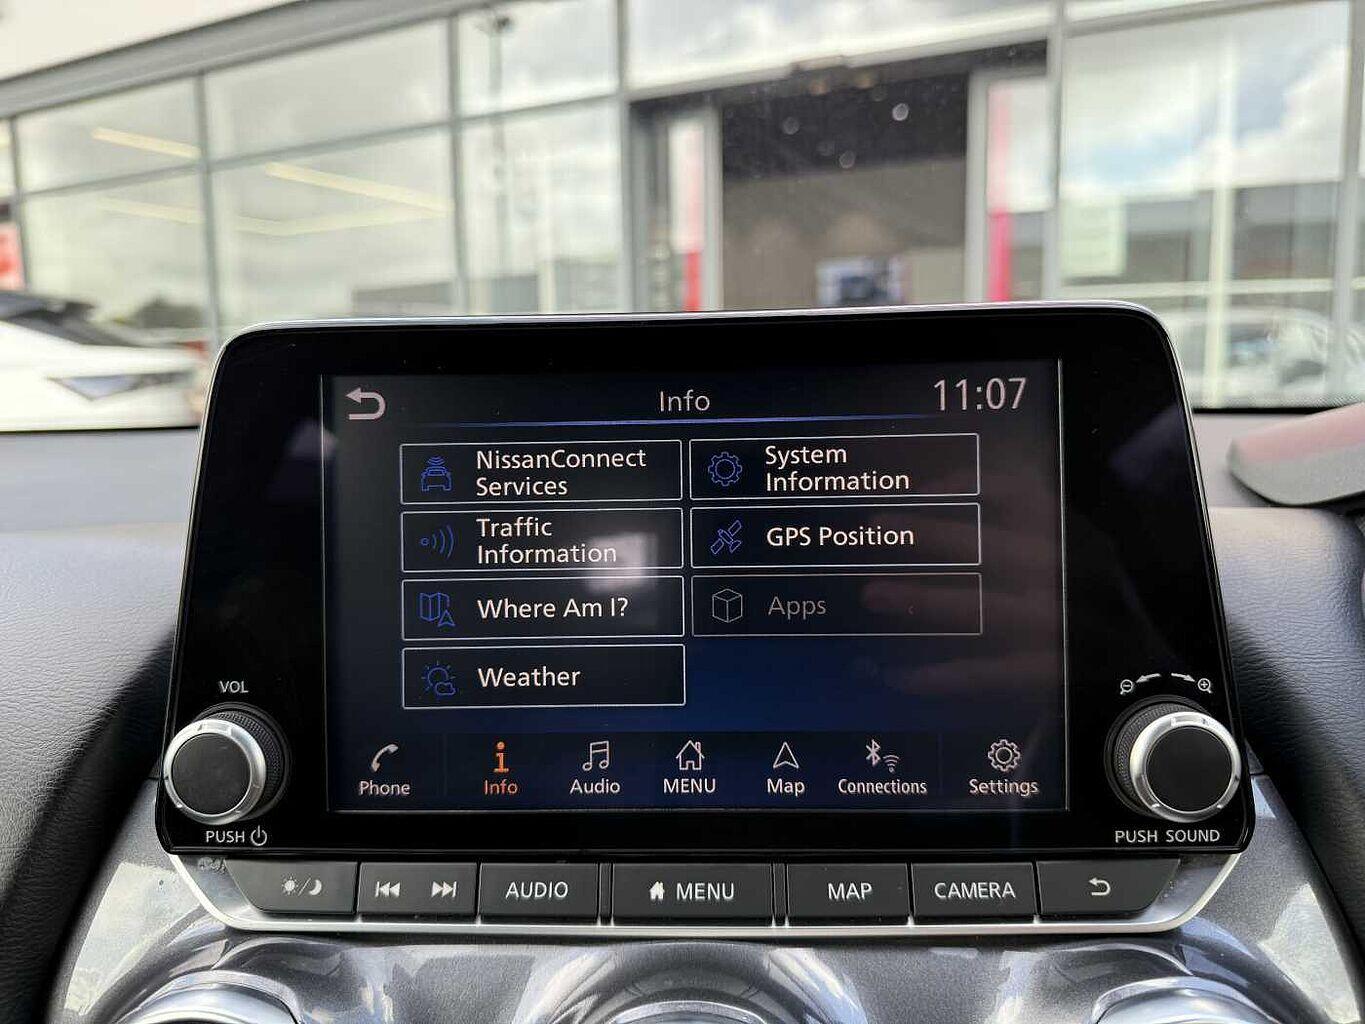 Info
11:07
NissanConnect
Services
System
Information
Traffic
Information
GPS Position
Where Am I?
Apps
Weather
VOL
Phone
Info
Audio
MENU
Map
Connections
Settings
PUSH
PUSH SOUND
AUDIO
MENU
MAP
CAMERA